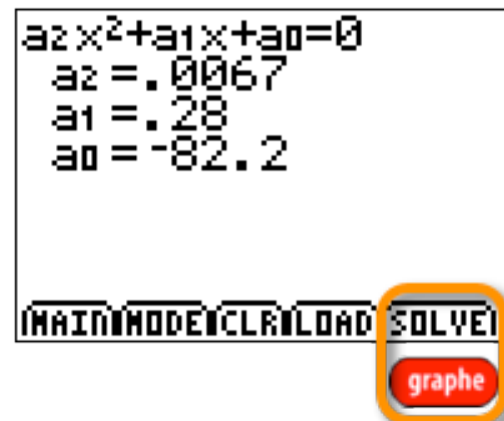 a₂x²+a₁x+a₀=0
a₂=.0067
a₁=.28
a₀=⁻82.2
MAIN MODE CLR LOAD SOLVE
graphe